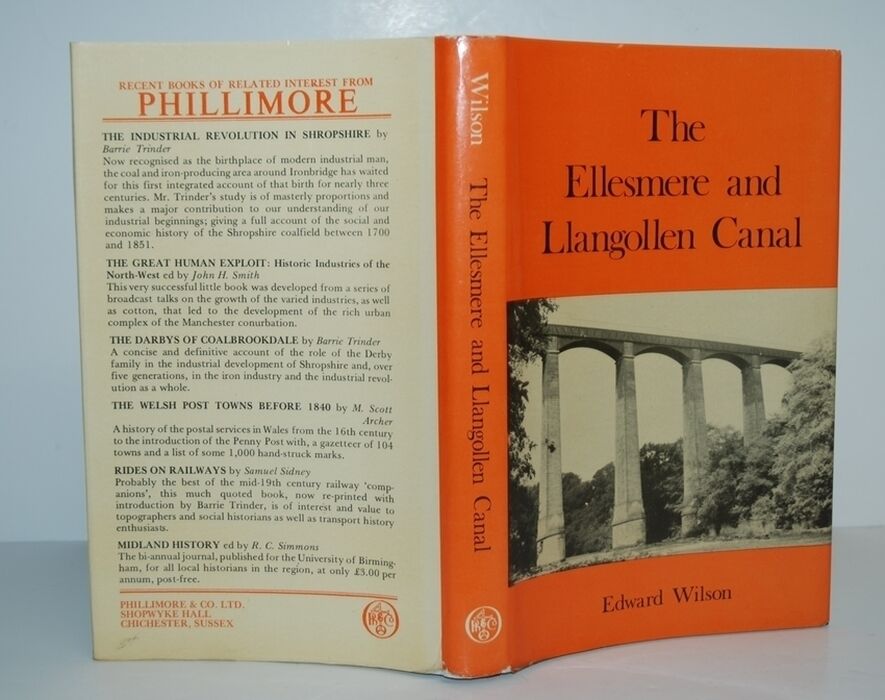 RECENT BOOKS OF RELATED INTEREST FROM
PHILLIMORE
THE INDUSTRIAL REVOLUTION IN SHROPSHIRE by
Barrie Trinder
Now recognised as the birthplace of modern industrial man,
the coal and iron-producing area around Ironbridge has waited
for this first integrated account of that birth for nearly three
centuries. Mr. Trinder's study is of masterly proportions and
makes a major contribution to our understanding of our
industrial beginnings; giving a full account of the social and
economic history of the Shropshire coalfield between 1700
and 1851.
THE GREAT HUMAN EXPLOIT: Historic Industries of the
North-West ed by John H. Smith
This very successful little book was developed from a series of
broadcast talks on the growth of the varied industries, as well
as cotton, that led to the development of the rich urban
complex of the Manchester conurbation.
THE DARBYS OF COALBROOKDALE by Barrie Trinder
A concise and definitive account of the role of the Derby
family in the industrial development of Shropshire and, over
five generations, in the iron industry and the industrial revol-
ution as a whole.
THE WELSH POST TOWNS BEFORE 1840 by M. Scott
Archer
A history of the postal services in Wales from the 16th century
to the introduction of the Penny Post with, a gazetteer of 104
towns and a list of some 1,000 hand-struck marks.
RIDES ON RAILWAYS by Samuel Sidney
Probably the best of the mid-19th century railway 'comp-
anions', this much quoted book, now re-printed with
introduction by Barrie Trinder, is of interest and value to
topographers and social historians as well as transport history
enthusiasts.
MIDLAND HISTORY ed by R. C. Simmons
The bi-annual journal, published for the University of Birming-
ham, for all local historians in the region, at only £3.00 per
annum, post-free.
PHILLIMORE & CO. LTD.
SHOPWYKE HALL
CHICHESTER, SUSSEX
Wilson
The Ellesmere and Llangollen Canal
The
Ellesmere and
Llangollen Canal
Edward Wilson